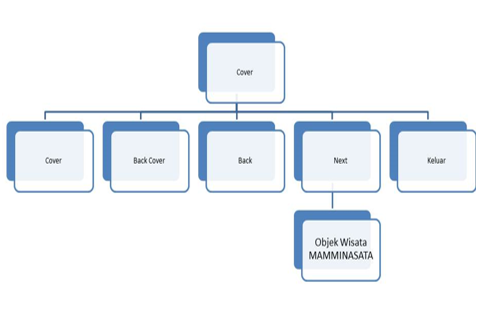 Cover
Cover
Back Cover
Back
Next
Keluar
Objek Wisata
MAMMINASATA